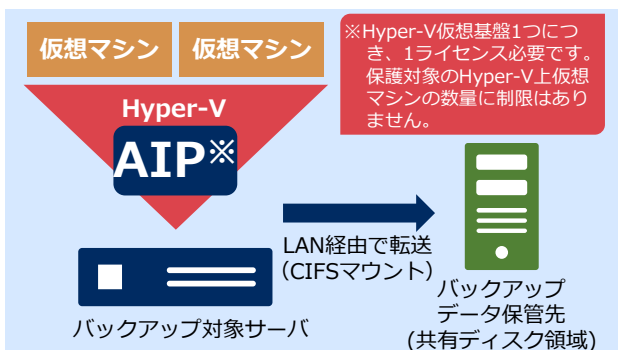 仮想マシン 仮想マシン
※Hyper-V仮想基盤1つにつ
き、1ライセンス必要です。
保護対象のHyper-V上仮想
マシンの数量に制限はあり
ません。
Hyper-V
AIP※
LAN経由で転送
(CIFSマウント)
バックアップ対象サーバ
バックアップ
データ保管先
(共有ディスク領域)